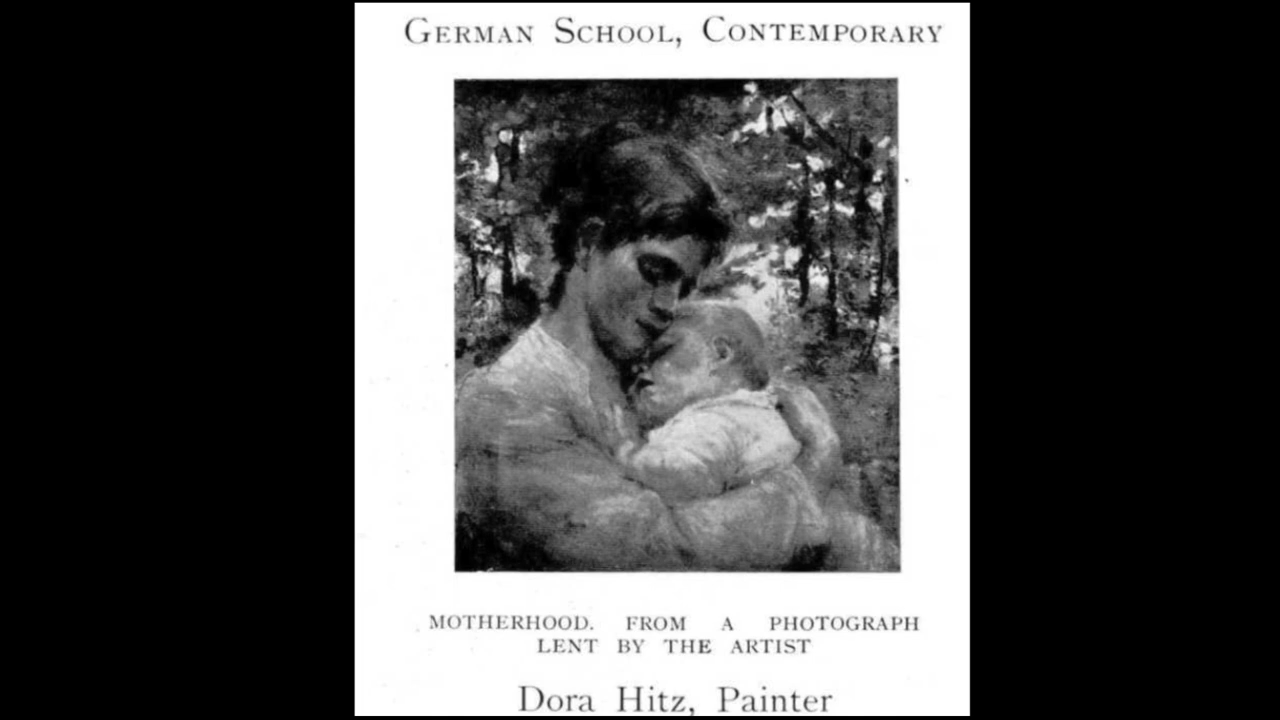 German School, Contemporary
MOTHERHOOD. FROM A PHOTOGRAPH
LENT BY THE ARTIST
Dora Hitz, Painter